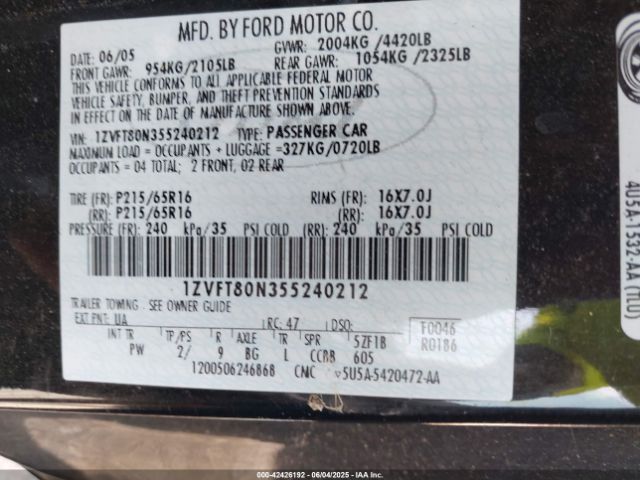 MFD. BY FORD MOTOR CO.
DATE: 06/05 GVWR: 2004KG /4420LB
FRONT GAWR: 954KG/2105LB REAR GAWR: 1054KG /2325LB
THIS VEHICLE CONFORMS TO ALL APPLICABLE FEDERAL MOTOR
VEHICLE SAFETY, BUMPER, AND THEFT PREVENTION STANDARDS
IN EFFECT ON THE DATE OF MANUFACTURE SHOWN ABOVE.
VIN: 1ZVFT80N355240212 TYPE: PASSENGER CAR
MAXIMUM LOAD = OCCUPANTS + LUGGAGE = 327KG/0720LB
OCCUPANTS = 04 TOTAL; 2 FRONT, 02 REAR
TIRE (FR): P215/65R16 RIMS (FR): 16X7.0J
(RR): P215/65R16 (RR): 16X7.0J
PRESSURE (FR): 240 kPa/35 PSI COLD (RR): 240 kPa/35 PSI COLD
1ZVFT80N355240212
TRAILER TOWING - SEE OWNER GUIDE
EXT PNT: UA RC: 47 DSO: F0046
INT TR TP/PS R AXLE TR SPR 5ZF1B R0186
PW 2/ 9 BG L CCBB 605
1200506246868 CMC v5U5A-5420472-AA
4U5A-1532-AA (TLO)
000-42426192 - 06/04/2025 - IAA, Inc.